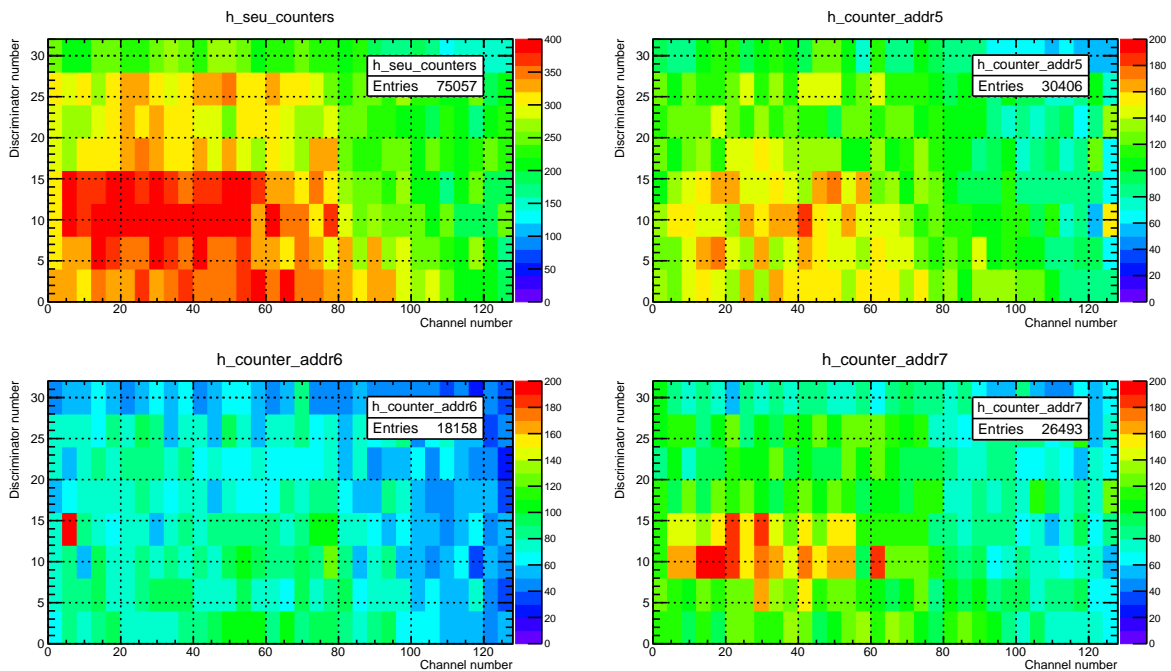 h_seu_counters
Discriminator number
30
25
20
15
10
5
0
h_seu_counters
Entries 75057
400
350
300
250
200
150
100
50
0
0 20 40 60 80 100 120
Channel number
h_counter_addr5
Discriminator number
30
25
20
15
10
5
0
h_counter_addr5
Entries 30406
200
180
160
140
120
100
80
60
40
20
0
0 20 40 60 80 100 120
Channel number
h_counter_addr6
Discriminator number
30
25
20
15
10
5
0
h_counter_addr6
Entries 18158
200
180
160
140
120
100
80
60
40
20
0
0 20 40 60 80 100 120
Channel number
h_counter_addr7
Discriminator number
30
25
20
15
10
5
0
h_counter_addr7
Entries 26493
200
180
160
140
120
100
80
60
40
20
0
0 20 40 60 80 100 120
Channel number